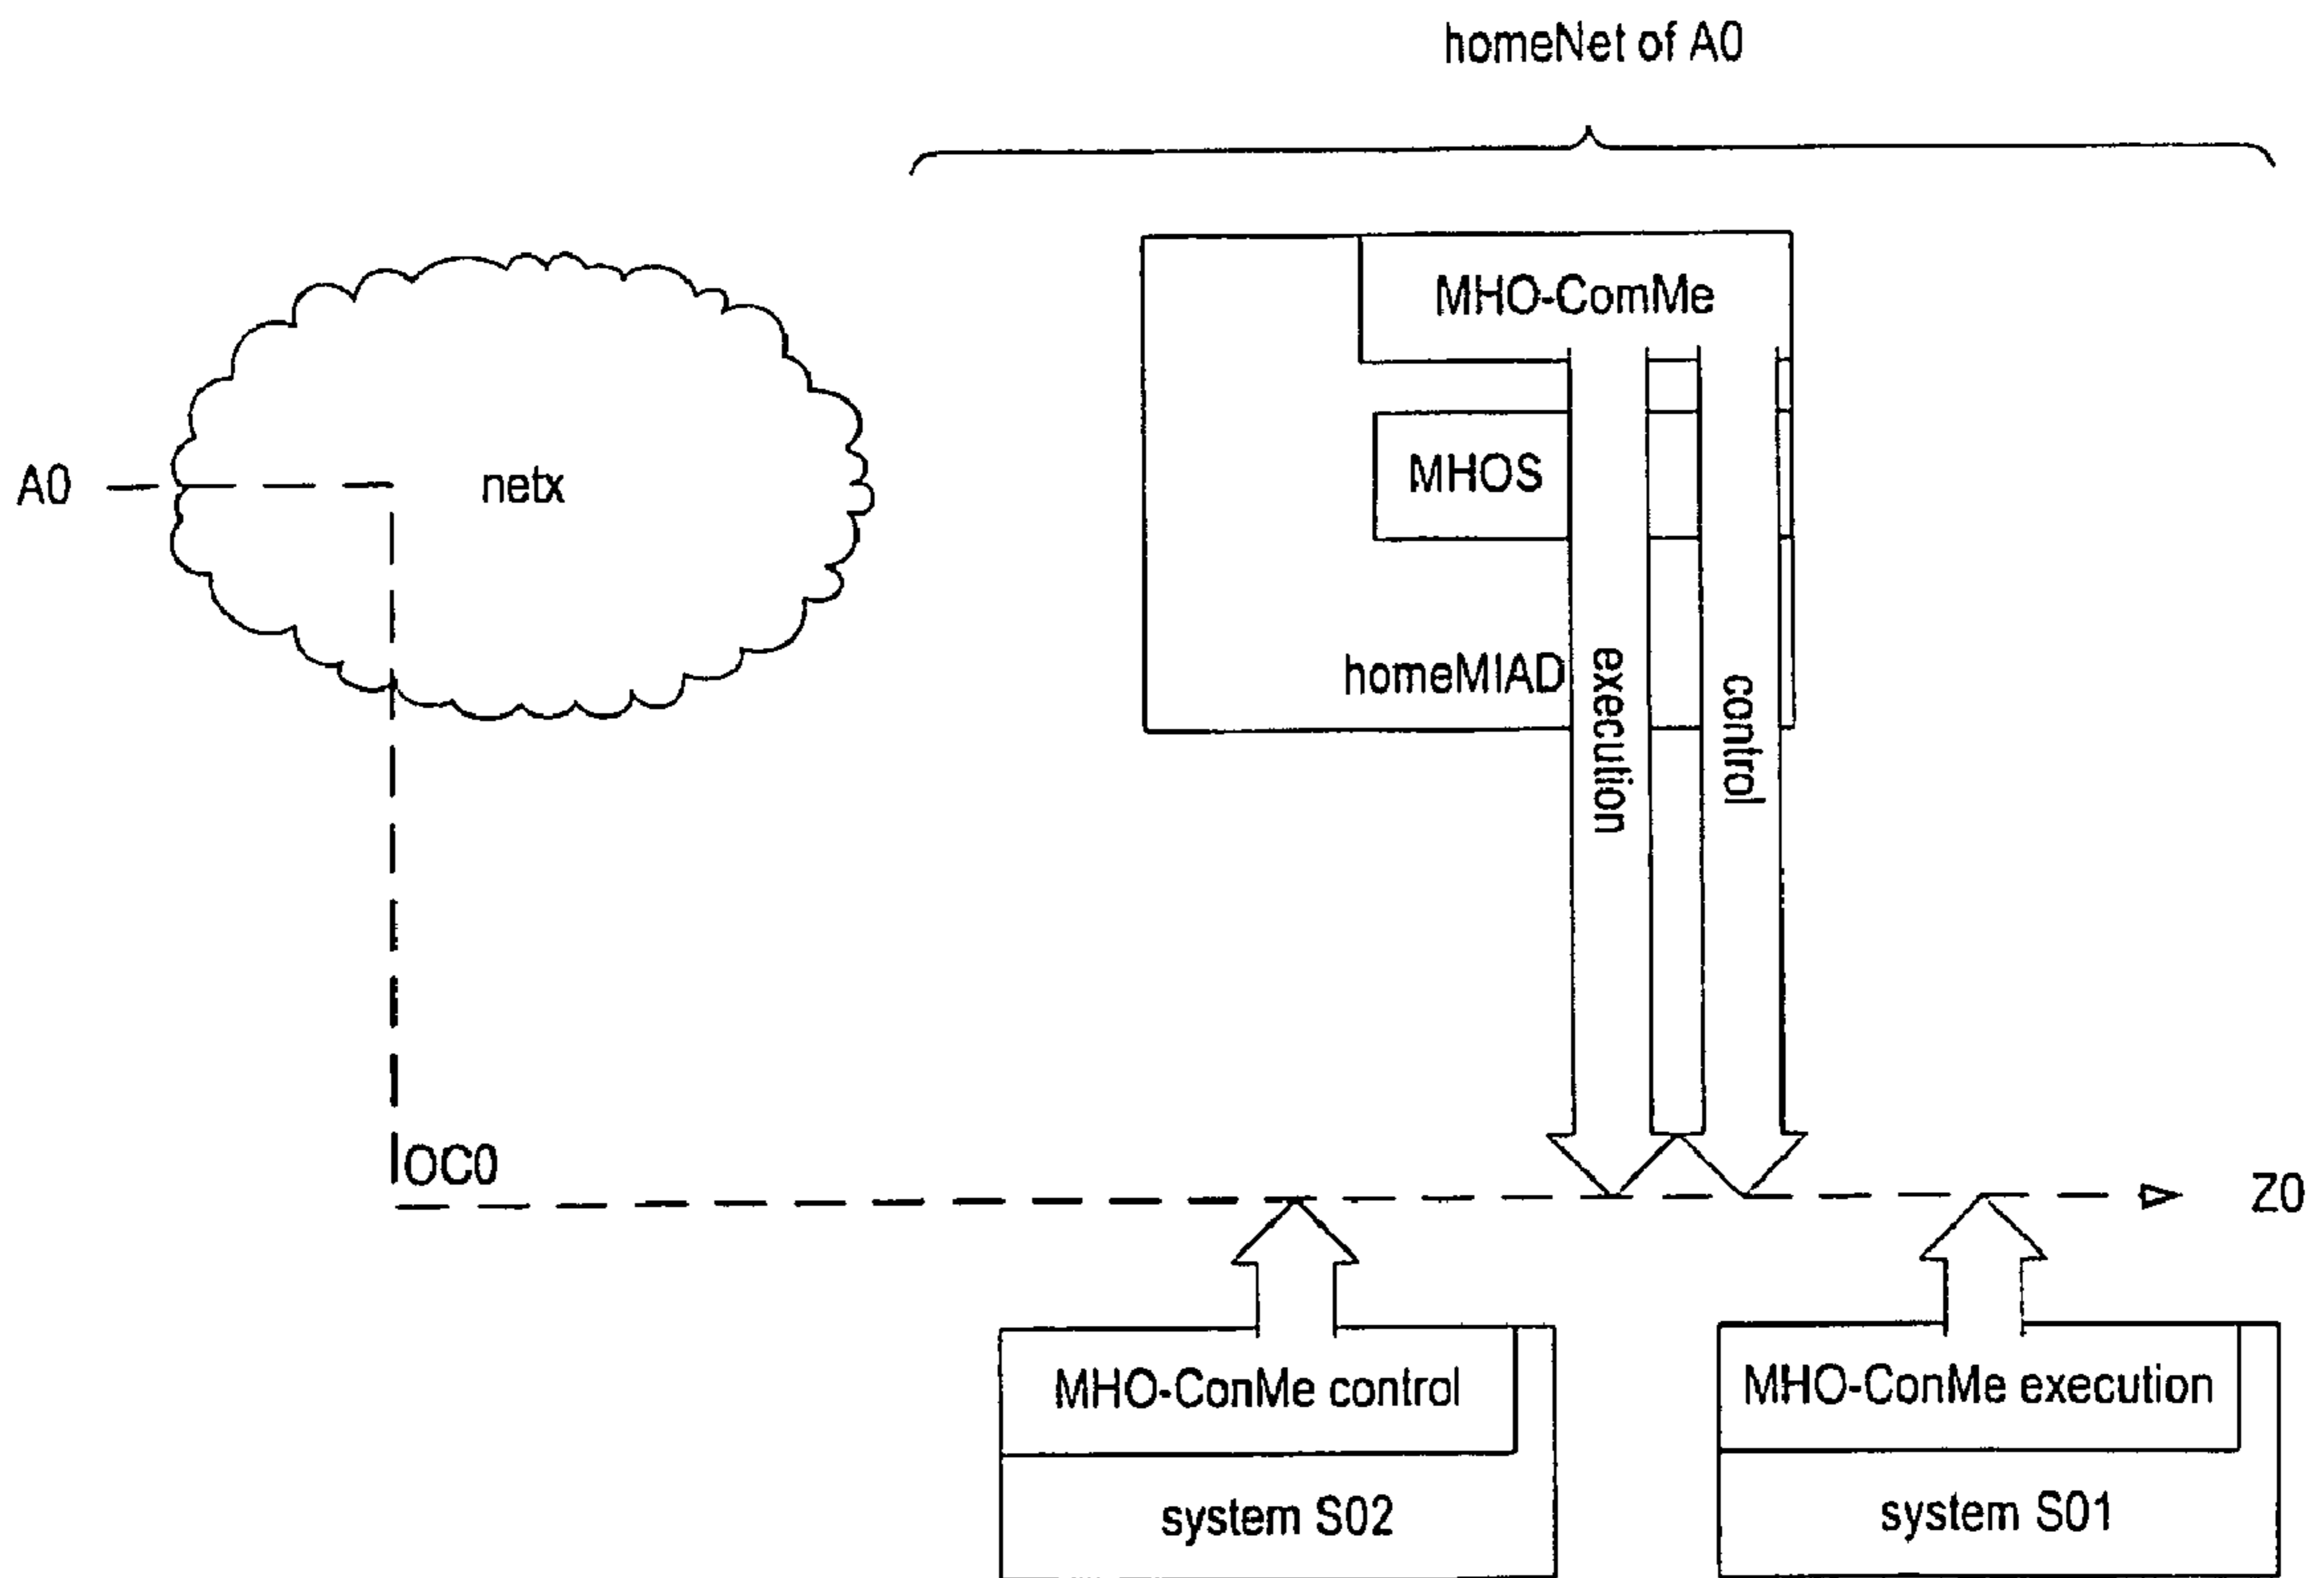 homeNet of A0
MHO-ComMe
A0
netx
MHOS
homeMIAD
execution
control
IOC0
Z0
MHO-ConMe control
MHO-ConMe execution
system S02
system S01